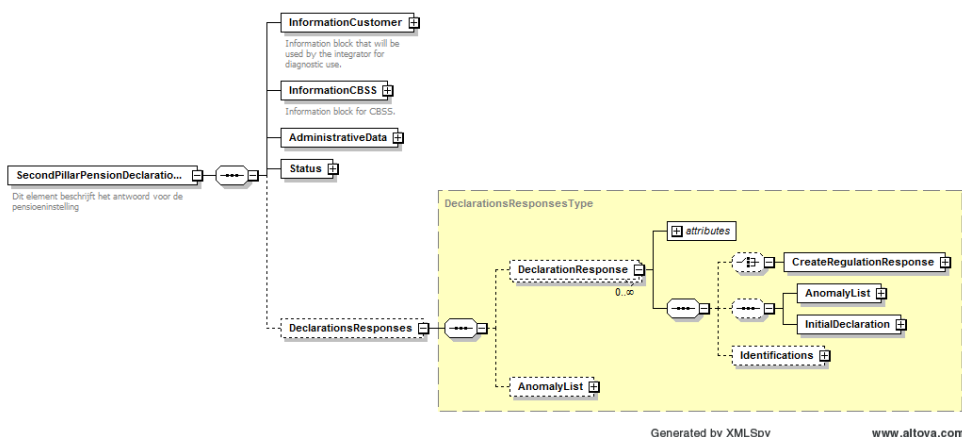 InformationCustomer
Information block that will be
used by the integrator for
diagnostic use.
InformationCBSS
Information block for CBSS.
AdministrativeData
Status
SecondPillarPensionDeclaratio...
Dit element beschrijft het antwoord voor de
pensioeninstelling
DeclarationsResponsesType
attributes
DeclarationResponse
0..∞
CreateRegulationResponse
AnomalyList
InitialDeclaration
Identifications
DeclarationsResponses
AnomalyList
Generated by XMLSpy www.altova.com